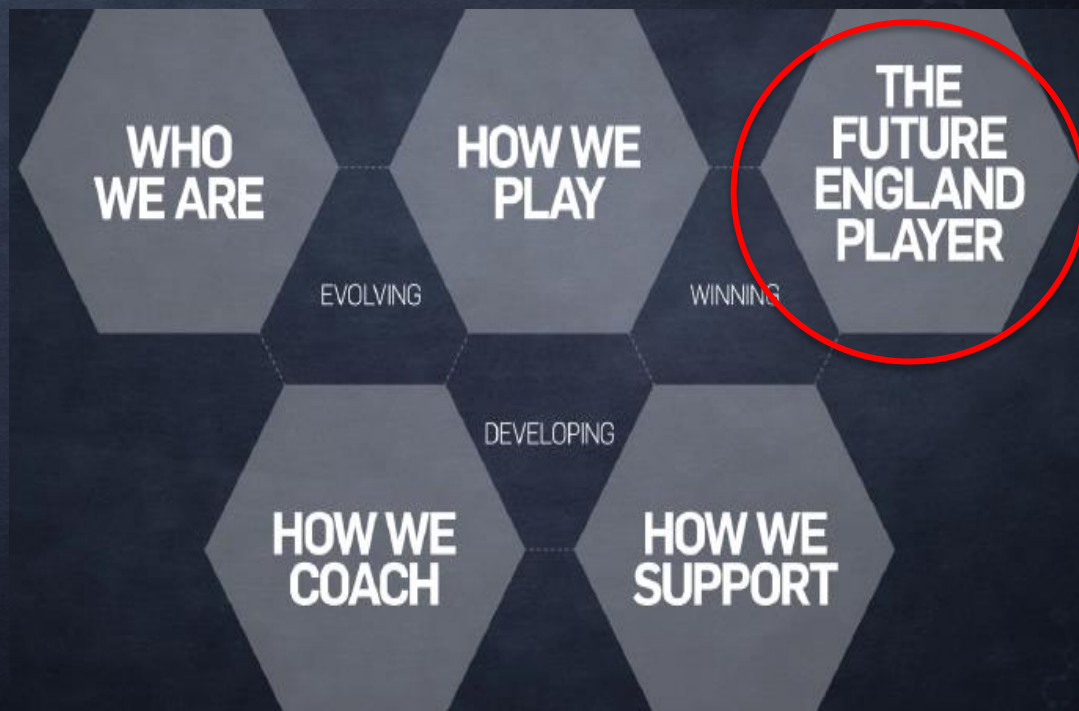 WHO
WE ARE
HOW WE
PLAY
THE
FUTURE
ENGLAND
PLAYER
EVOLVING
WINNING
DEVELOPING
HOW WE
COACH
HOW WE
SUPPORT